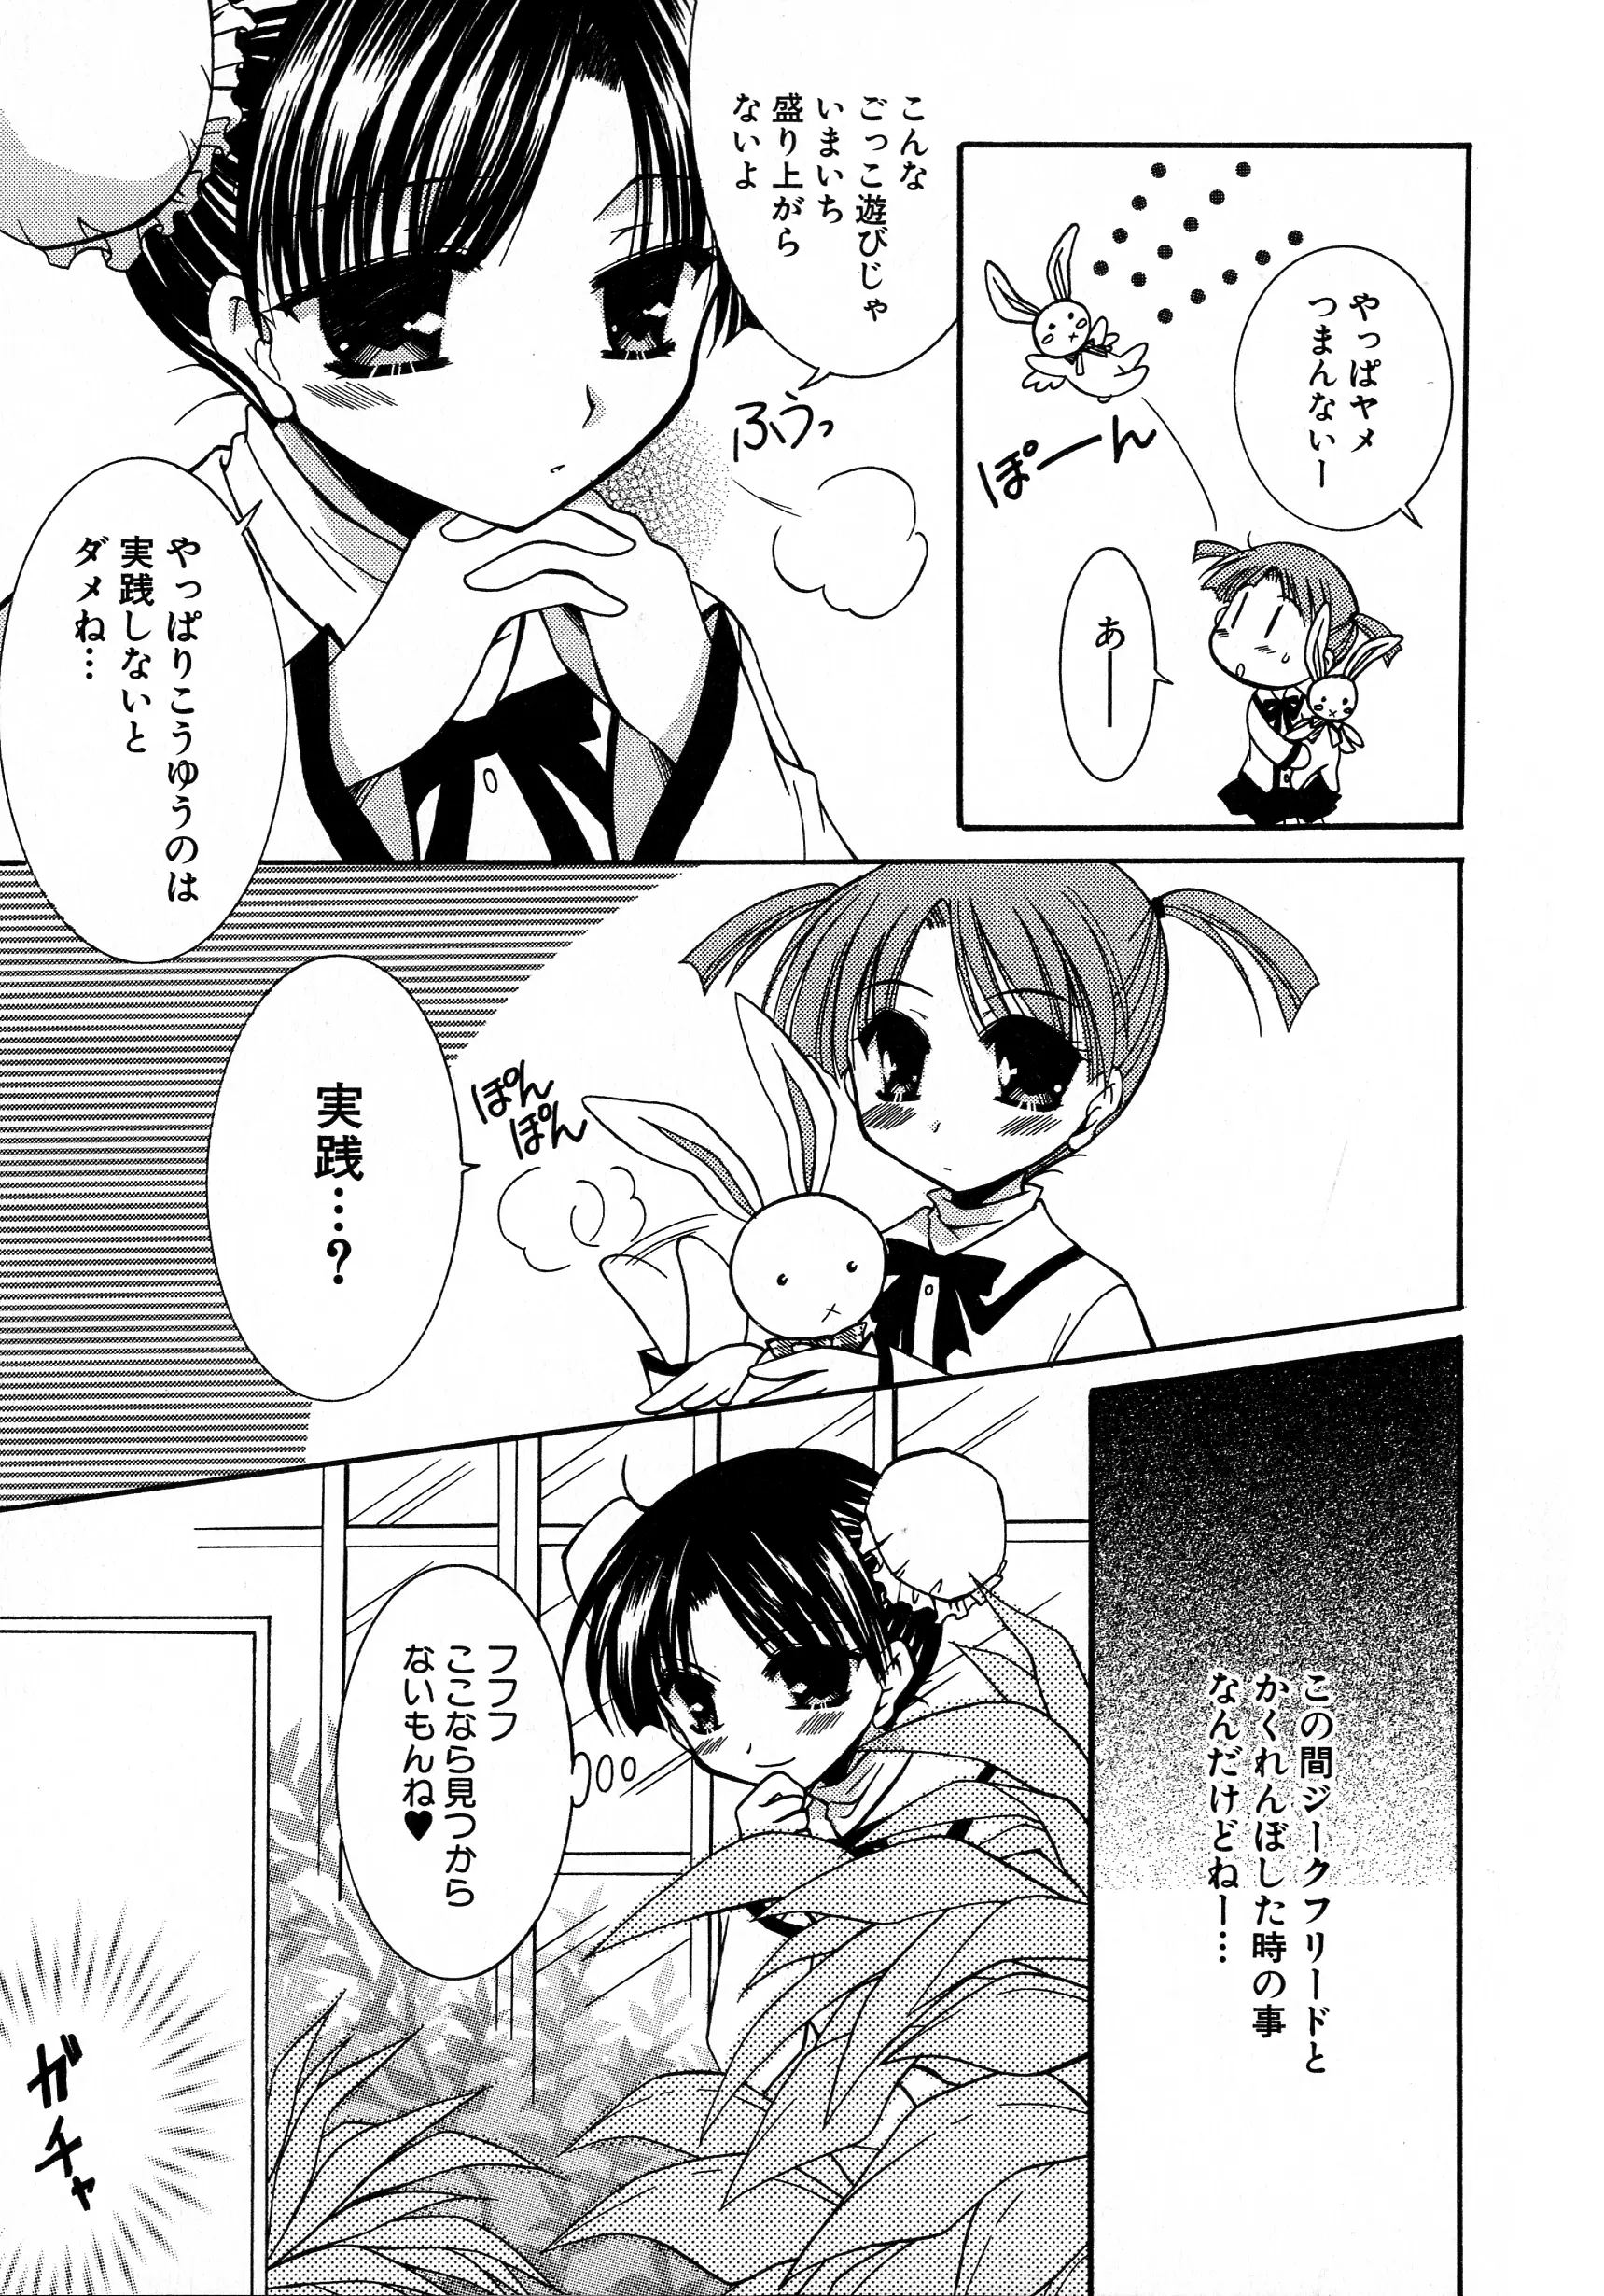 やっぱヤメ
つまんないー
ぽーん
あー
こんな
ごっこ遊びじゃ
いまいち
盛り上がら
ないよ
ふうっ
やっぱりこうゆうのは
実践しないと
ダメね…
ぽん
ぽん
実践…?
この間ジークフリードと
かくれんぼした時の事
なんだけどねー…
フフフ
ここなら見つから
ないもんね♥
ガチャ